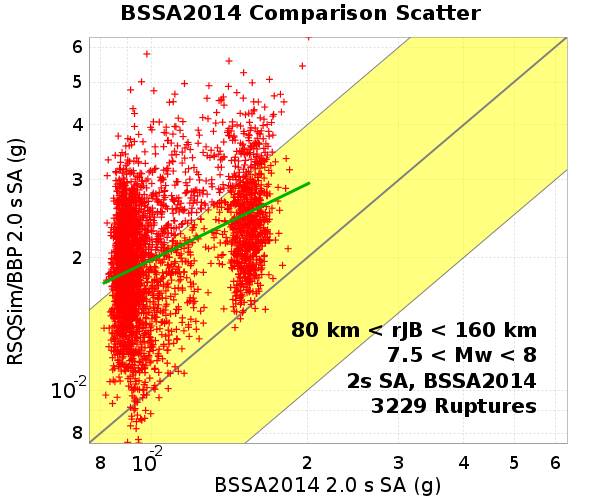 BSSA2014 Comparison Scatter
RSQSim/BBP 2.0 s SA (g)
6
5
4
3
2
10-2
8
80 km < rJB < 160 km
7.5 < Mw < 8
2s SA, BSSA2014
3229 Ruptures
8 10-2 2 3 4 5 6
BSSA2014 2.0 s SA (g)